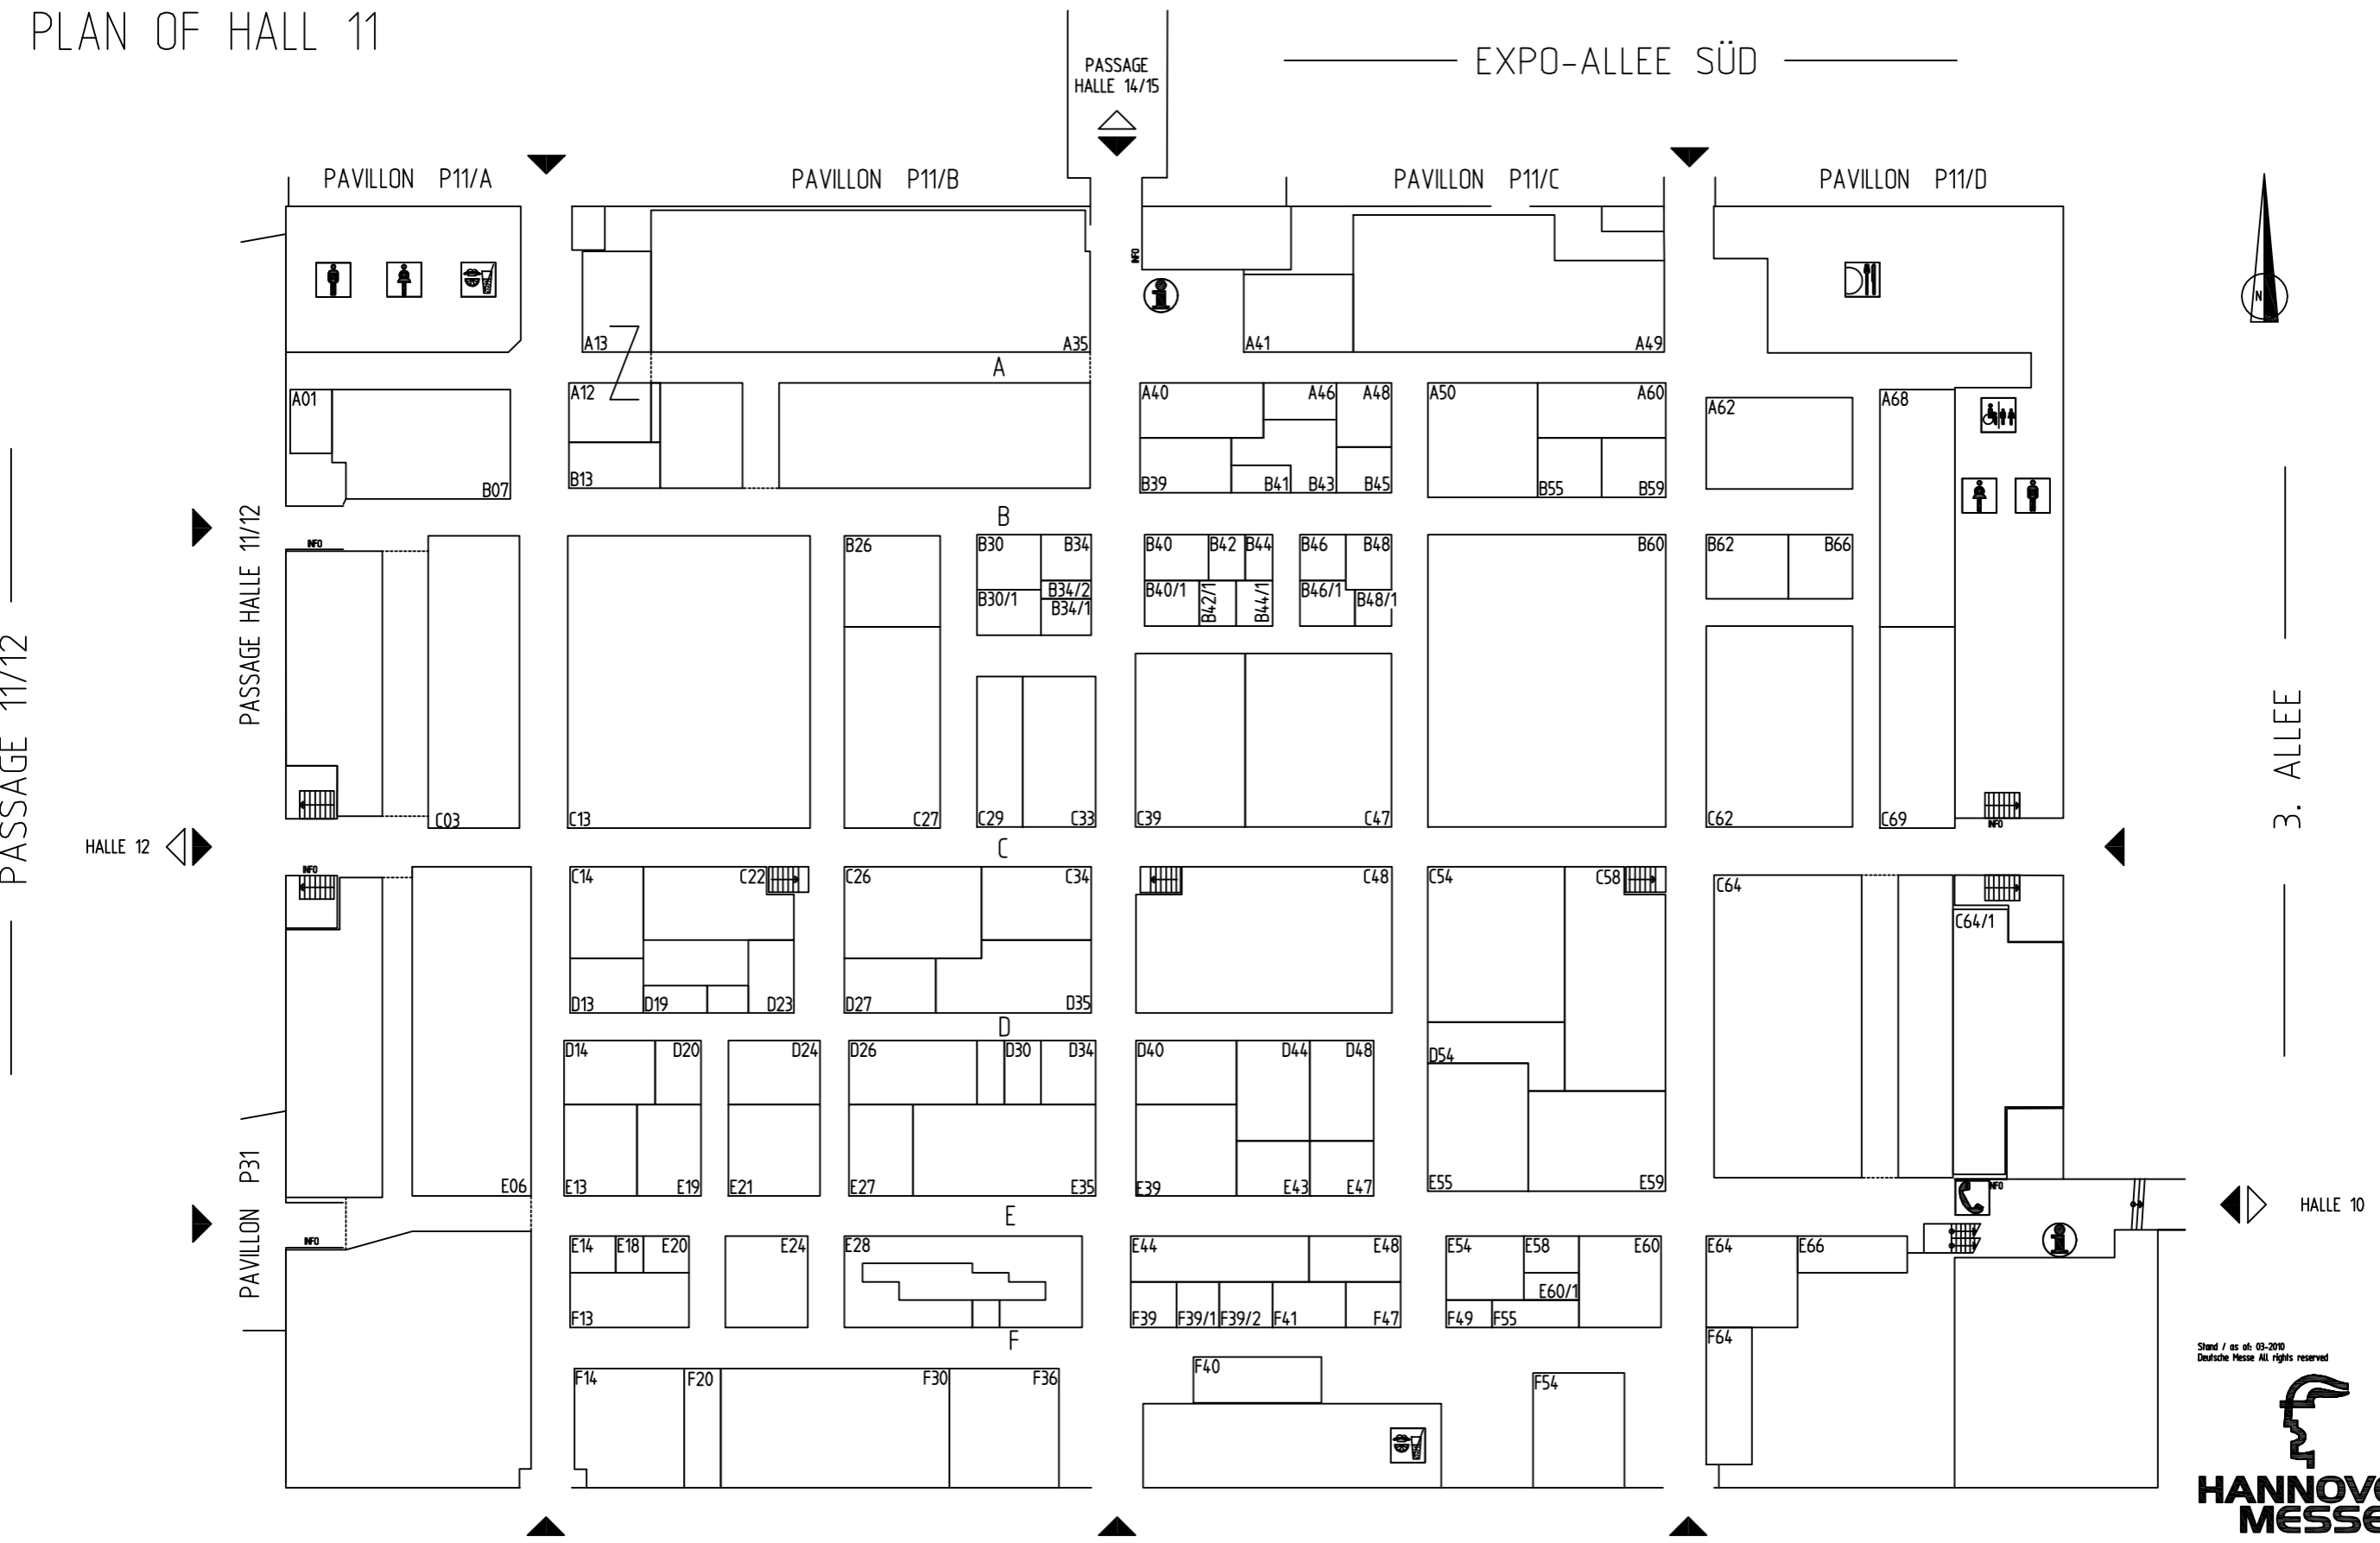 PLAN OF HALL 11
PASSAGE
HALLE 14/15
EXPO-ALLEE SÜD
PAVILLON P11/A
PAVILLON P11/B
PAVILLON P11/C
PAVILLON P11/D
INFO
N
A13
A35
A41
A49
A
A01
A12
A40
A46
A48
A50
A60
A62
A68
B07
B13
B39
B41
B43
B45
B55
B59
B
PASSAGE HALLE 11/12
INFO
B26
B30
B34
B40
B42
B44
B46
B48
B60
B62
B66
B30/1
B34/2
B34/1
B40/1
B42/1
B44/1
B46/1
B48/1
PASSAGE 11/12
3. ALLEE
C03
C13
C27
C29
C33
C39
C47
C62
C69
INFO
HALLE 12
C
INFO
C14
C22
C26
C34
C48
C54
C58
C64
C64/1
D13
D19
D23
D27
D35
D
D14
D20
D24
D26
D30
D34
D40
D44
D48
D54
PAVILLON P31
E06
E13
E19
E21
E27
E35
E39
E43
E47
E55
E59
INFO
HALLE 10
E
INFO
E14
E18
E20
E24
E28
E44
E48
E54
E58
E60
E64
E66
E60/1
F13
F39
F39/1
F39/2
F41
F47
F49
F55
F
F64
F14
F20
F30
F36
F40
F54
Stand / as of: 03-2010
Deutsche Messe All rights reserved
HANNOVE
MESSE